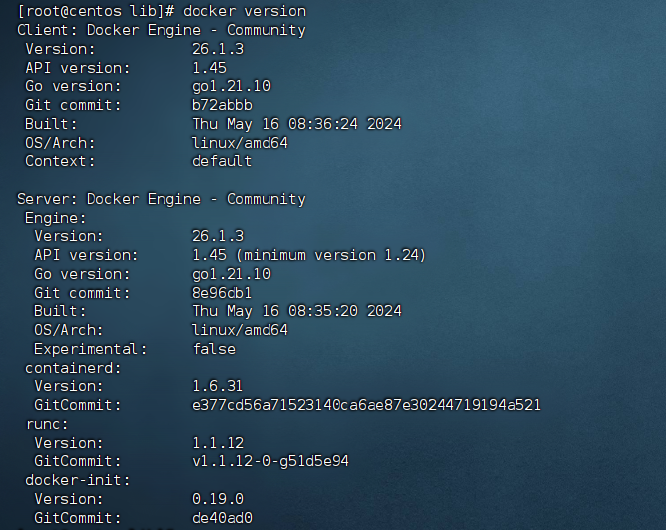 [root@centos lib]# docker version
Client: Docker Engine - Community
 Version:           26.1.3
 API version:       1.45
 Go version:        go1.21.10
 Git commit:        b72abbb
 Built:             Thu May 16 08:36:24 2024
 OS/Arch:           linux/amd64
 Context:           default

Server: Docker Engine - Community
 Engine:
  Version:          26.1.3
  API version:      1.45 (minimum version 1.24)
  Go version:       go1.21.10
  Git commit:       8e96db1
  Built:            Thu May 16 08:35:20 2024
  OS/Arch:          linux/amd64
  Experimental:     false
 containerd:
  Version:          1.6.31
  GitCommit:        e377cd56a71523140ca6ae87e30244719194a521
 runc:
  Version:          1.1.12
  GitCommit:        v1.1.12-0-g51d5e94
 docker-init:
  Version:          0.19.0
  GitCommit:        de40ad0